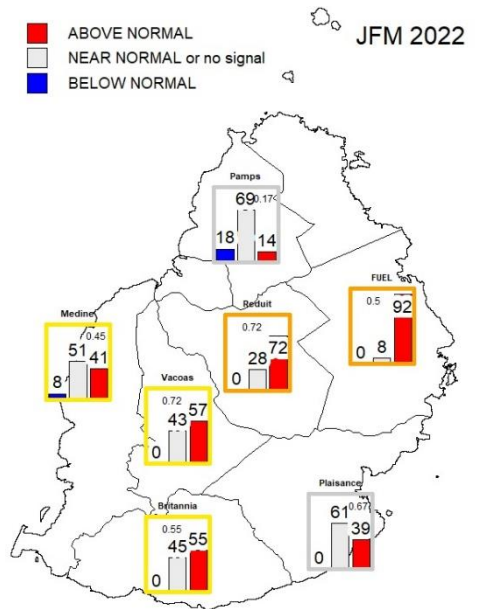 JFM 2022
ABOVE NORMAL
NEAR NORMAL or no signal
BELOW NORMAL
Pamps
69 0.17
18 14
FUEL
0.5
92
0 8
Reduit
0.72
72
0 28
Medine
0.45
51 41
8
Vacoas
0.72
43 57
0
Plaisance
0.67
61 39
0
Britannia
0.55
45 55
0